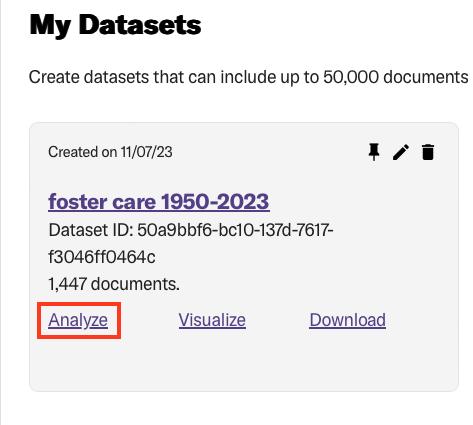 My Datasets
Create datasets that can include up to 50,000 documents
Created on 11/07/23
foster care 1950-2023
Dataset ID: 50a9bbf6-bc10-137d-7617-
f3046ff0464c
1,447 documents.
Analyze Visualize Download